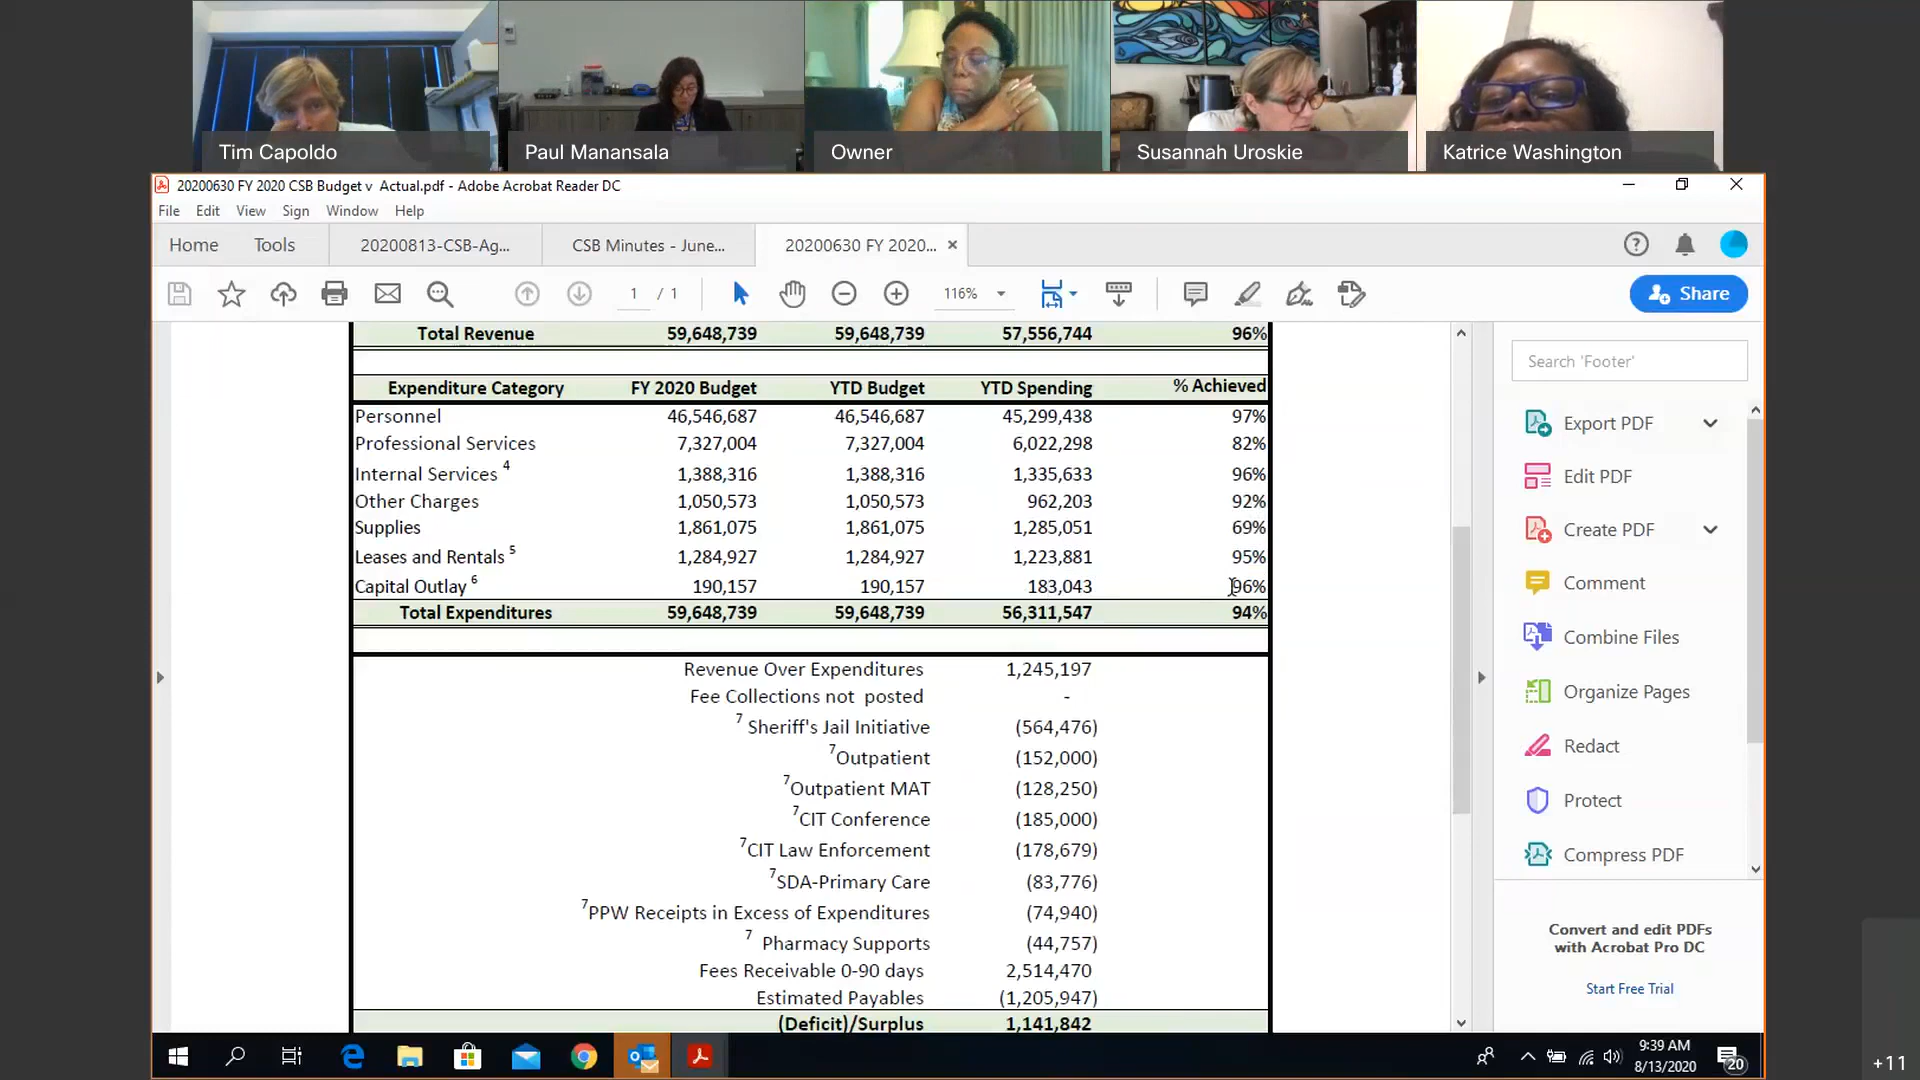 Tim Capoldo
Paul Manansala
Owner
Susannah Uroskie
Katrice Washington
20200630 FY 2020 CSB Budget v Actual.pdf - Adobe Acrobat Reader DC
File Edit View Sign Window Help
Home Tools 20200813-CSB-Ag... CSB Minutes - June... 20200630 FY 2020... ×
1 / 1 116% Share
Total Revenue 59,648,739 59,648,739 57,556,744 96%
Expenditure Category FY 2020 Budget YTD Budget YTD Spending % Achieved
Personnel 46,546,687 46,546,687 45,299,438 97%
Professional Services 7,327,004 7,327,004 6,022,298 82%
Internal Services 4 1,388,316 1,388,316 1,335,633 96%
Other Charges 1,050,573 1,050,573 962,203 92%
Supplies 1,861,075 1,861,075 1,285,051 69%
Leases and Rentals 5 1,284,927 1,284,927 1,223,881 95%
Capital Outlay 6 190,157 190,157 183,043 96%
Total Expenditures 59,648,739 59,648,739 56,311,547 94%
Revenue Over Expenditures 1,245,197
Fee Collections not posted -
7 Sheriff's Jail Initiative (564,476)
7 Outpatient (152,000)
7 Outpatient MAT (128,250)
7 CIT Conference (185,000)
7 CIT Law Enforcement (178,679)
7 SDA-Primary Care (83,776)
7 PPW Receipts in Excess of Expenditures (74,940)
7 Pharmacy Supports (44,757)
Fees Receivable 0-90 days 2,514,470
Estimated Payables (1,205,947)
(Deficit)/Surplus 1,141,842
Search 'Footer'
Export PDF
Edit PDF
Create PDF
Comment
Combine Files
Organize Pages
Redact
Protect
Compress PDF
Convert and edit PDFs
with Acrobat Pro DC
Start Free Trial
9:39 AM
8/13/2020
20
+11